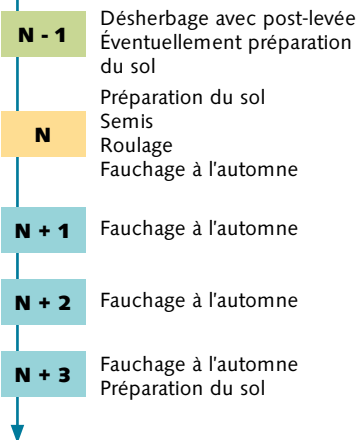 N - 1
Désherbage avec post-levée
Éventuellement préparation
du sol
N
Préparation du sol
Semis
Roulage
Fauchage à l'automne
N + 1
Fauchage à l'automne
N + 2
Fauchage à l'automne
N + 3
Fauchage à l'automne
Préparation du sol